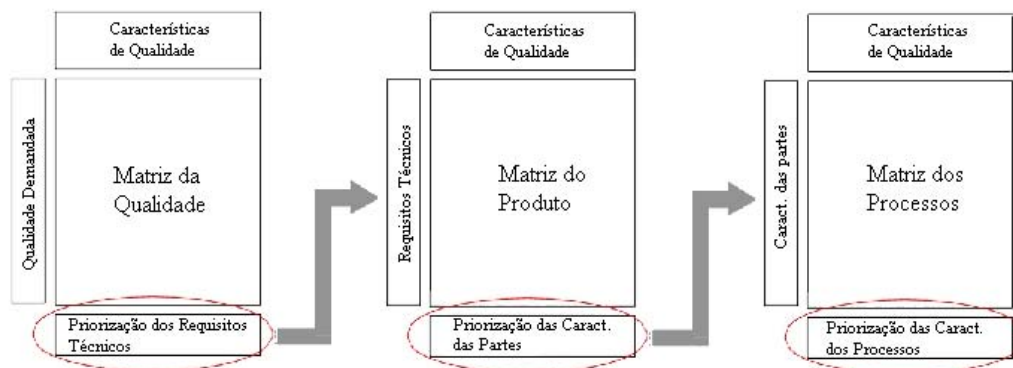 Características
de Qualidade
Qualidade Demandada
Matriz da
Qualidade
Priorização dos Requisitos
Técnicos
Características
de Qualidade
Requisitos Técnicos
Matriz do
Produto
Priorização das Caract.
das Partes
Características
de Qualidade
Caract. das partes
Matriz dos
Processos
Priorização das Caract.
dos Processos